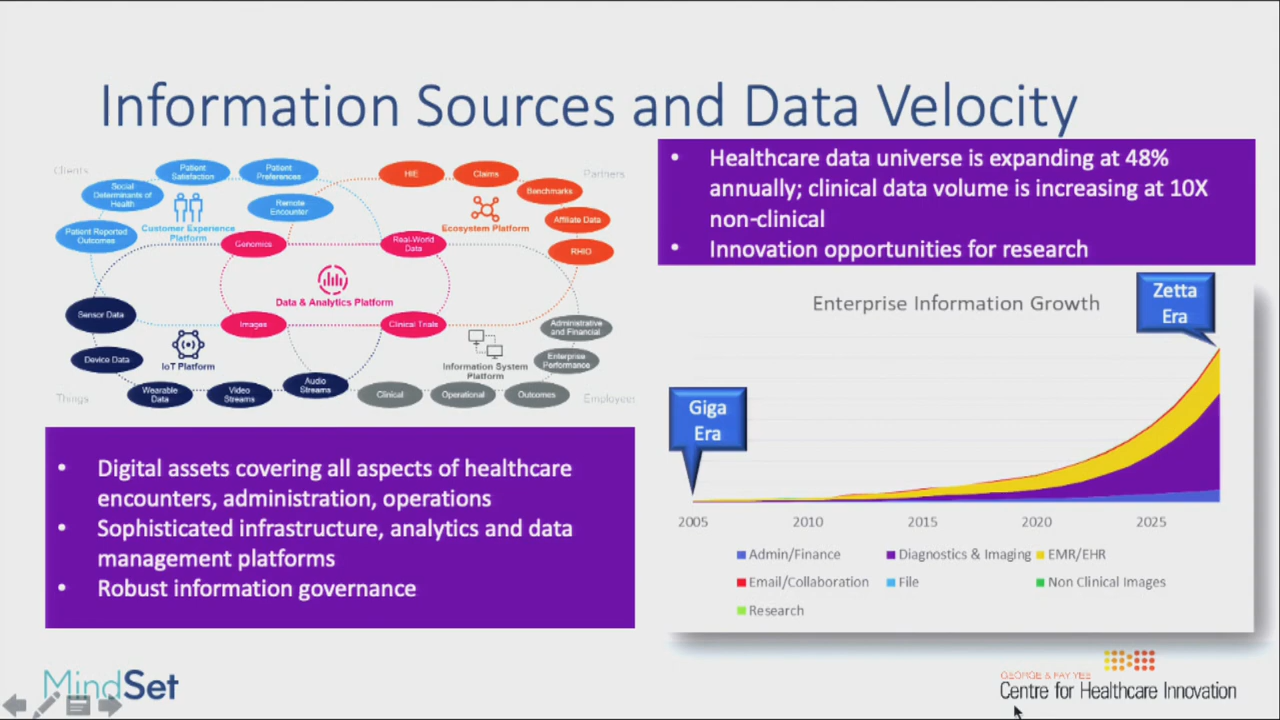 Information Sources and Data Velocity
Clients
Patient
Satisfaction
Patient
Preferences
Social
Determinants of
Health
Remote
Encounter
Patient Reported
Outcomes
Customer Experience
Platform
HIE
Claims
Partners
Benchmarks
Affiliate Data
RHIO
Ecosystem Platform
Genomics
Real-World
Data
Data & Analytics Platform
Images
Clinical Trials
Sensor Data
Device Data
IoT Platform
Wearable
Data
Video
Streams
Audio
Streams
Things
Information System
Platform
Administrative
and Financial
Enterprise
Performance
Clinical
Operational
Outcomes
Employees
• Healthcare data universe is expanding at 48%
annually; clinical data volume is increasing at 10X
non-clinical
• Innovation opportunities for research
• Digital assets covering all aspects of healthcare
encounters, administration, operations
• Sophisticated infrastructure, analytics and data
management platforms
• Robust information governance
Enterprise Information Growth
Giga
Era
Zetta
Era
2005 2010 2015 2020 2025
Admin/Finance Diagnostics & Imaging EMR/EHR
Email/Collaboration File Non Clinical Images
Research
MindSet
GEORGE & FAY YEE
Centre for Healthcare Innovation